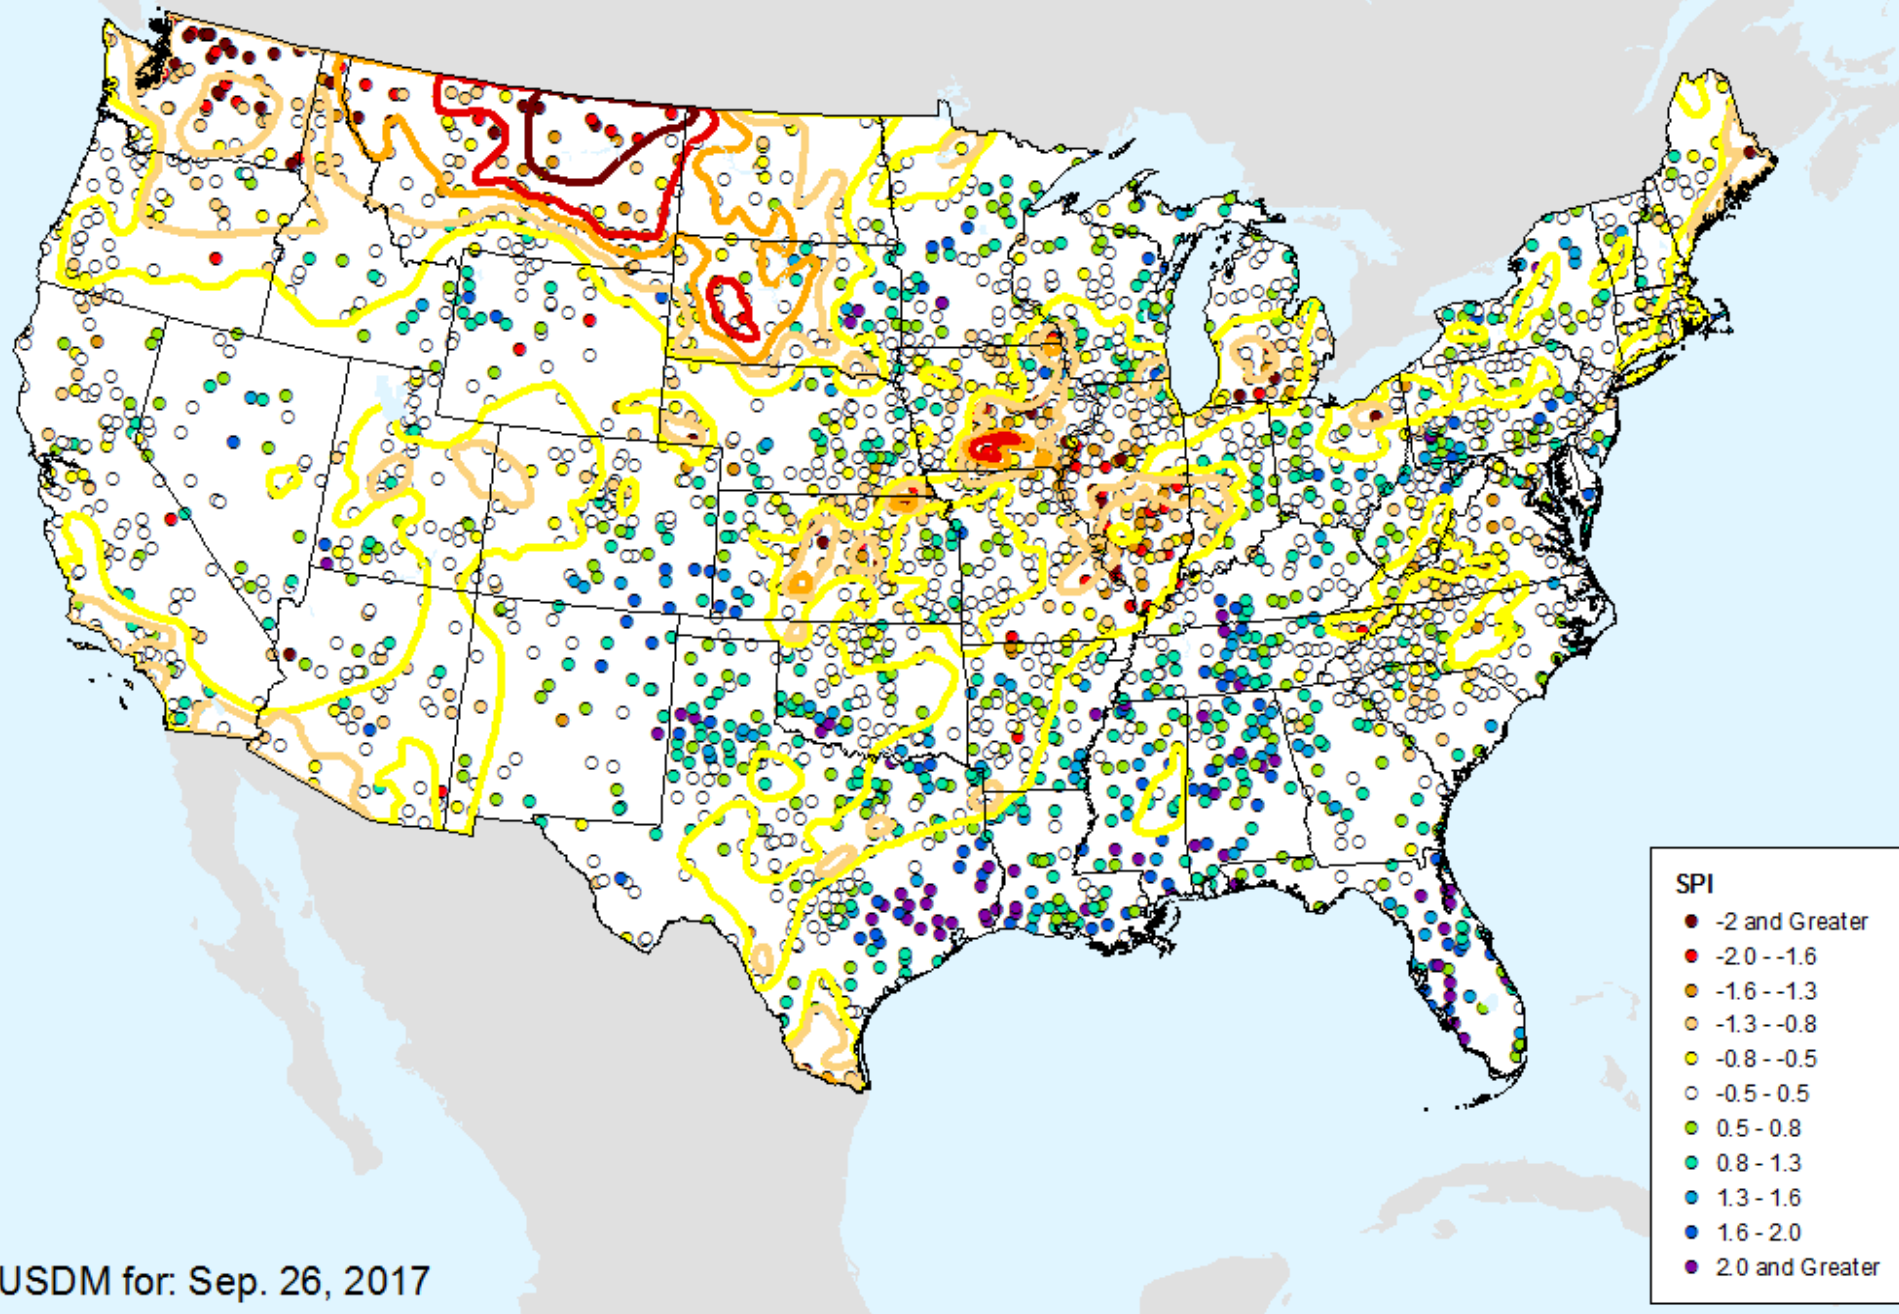 SPI
-2 and Greater
-2.0 - -1.6
-1.6 - -1.3
-1.3 - -0.8
-0.8 - -0.5
-0.5 - 0.5
0.5 - 0.8
0.8 - 1.3
1.3 - 1.6
1.6 - 2.0
2.0 and Greater
USDM for: Sep. 26, 2017